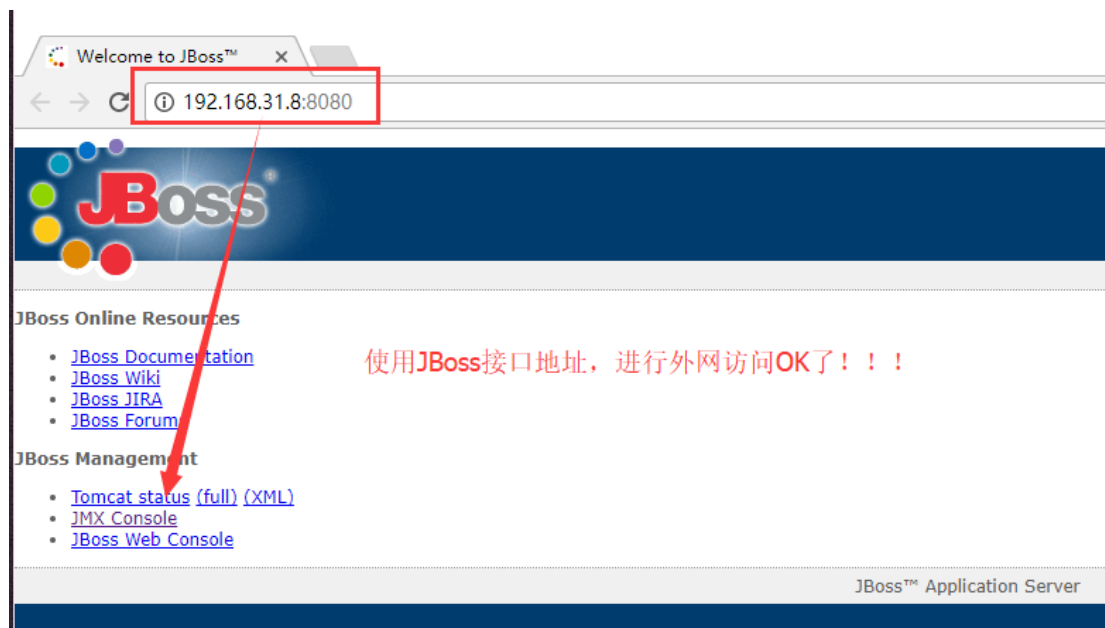 Welcome to JBoss™
192.168.31.8:8080
JBoss®
JBoss Online Resources
JBoss Documentation
JBoss Wiki
JBoss JIRA
JBoss Forums
使用JBoss接口地址，进行外网访问OK了！！！
JBoss Management
Tomcat status (full) (XML)
JMX Console
JBoss Web Console
JBoss™ Application Server